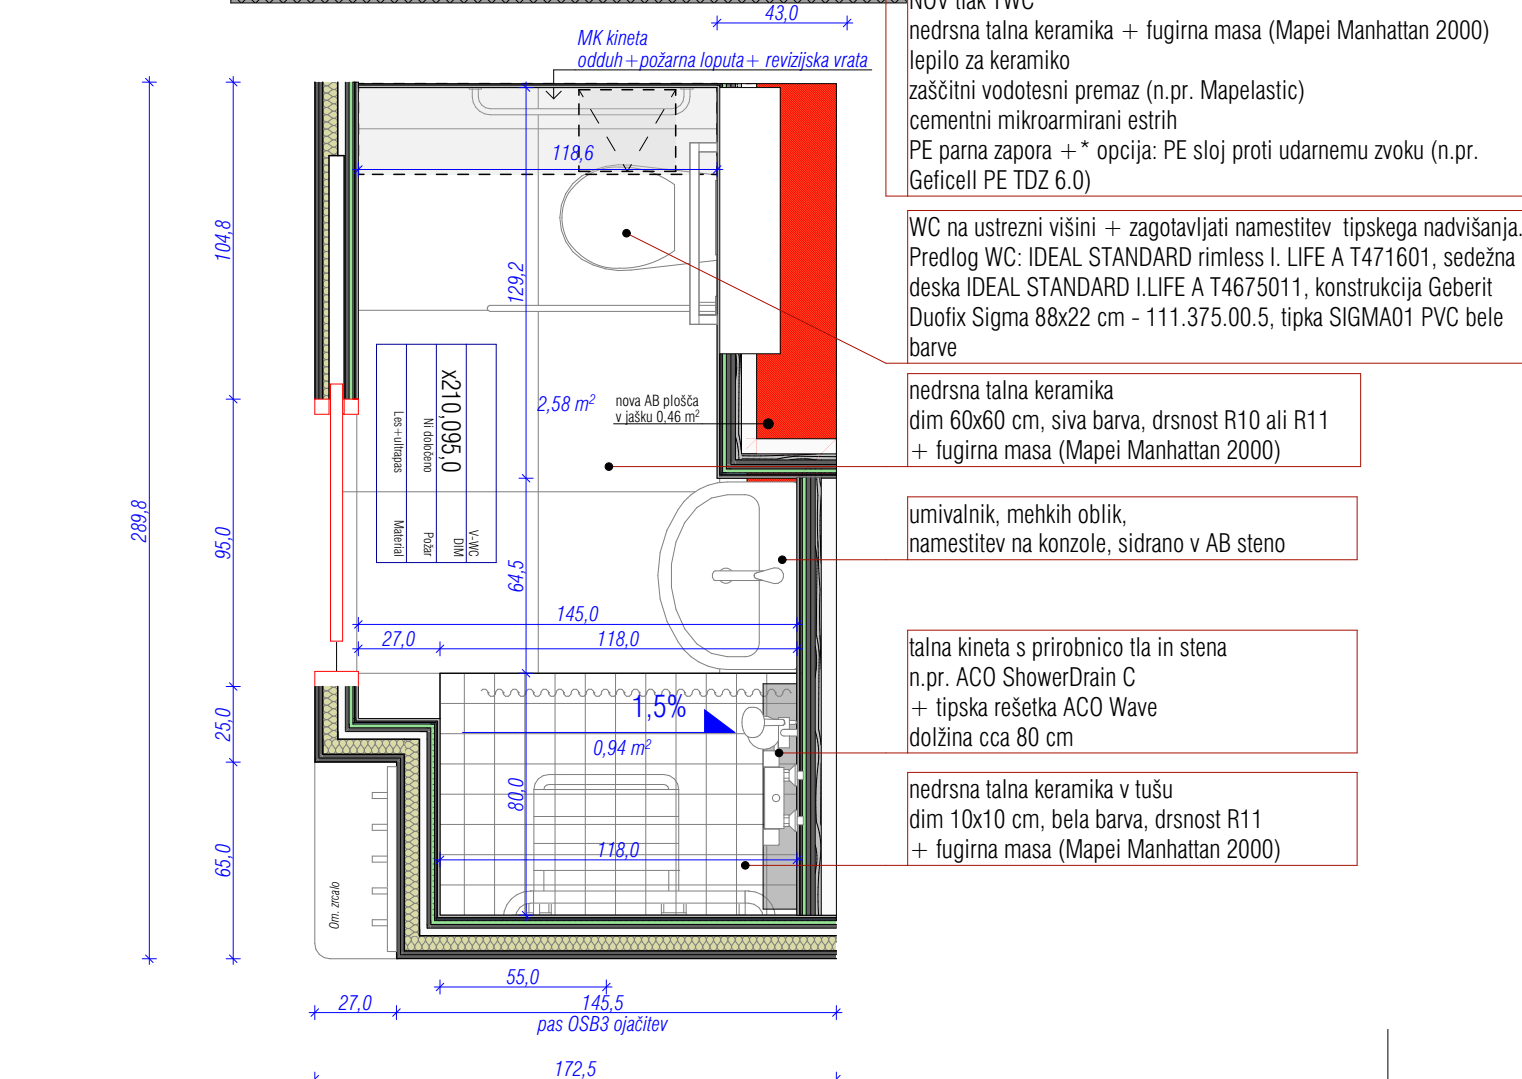 NOV tlak TWC
nedrsna talna keramika + fugirna masa (Mapei Manhattan 2000)
lepilo za keramiko
zaščitni vodotesni premaz (n.pr. Mapelastic)
cementni mikroarmirani estrih
PE parna zapora +* opcija: PE sloj proti udarnemu zvoku (n.pr.
Geficell PE TDZ 6.0)
43,0
MK kineta
odduh+požarna loputa+ revizijska vrata
118,6
WC na ustrezni višini + zagotavljati namestitev tipskega nadvišanja.
Predlog WC: IDEAL STANDARD rimless I. LIFE A T471601, sedežna
deska IDEAL STANDARD I.LIFE A T4675011, konstrukcija Geberit
Duofix Sigma 88x22 cm - 111.375.00.5, tipka SIGMA01 PVC bele
barve
104,8
129,2
nedrsna talna keramika
dim 60x60 cm, siva barva, drsnost R10 ali R11
+ fugirna masa (Mapei Manhattan 2000)
2,58 m²
nova AB plošča
v jašku 0,46 m²
V-WC
DIM
x210,095,0
Požar
Ni določeno
Material
Les+ultrapas
289,8
95,0
64,5
umivalnik, mehkih oblik,
namestitev na konzole, sidrano v AB steno
145,0
27,0
118,0
talna kineta s prirobnico tla in stena
n.pr. ACO ShowerDrain C
+ tipska rešetka ACO Wave
dolžina cca 80 cm
25,0
1,5%
0,94 m²
80,0
nedrsna talna keramika v tušu
dim 10x10 cm, bela barva, drsnost R11
+ fugirna masa (Mapei Manhattan 2000)
118,0
65,0
Om. zrcalo
55,0
27,0
145,5
pas OSB3 ojačitev
172,5